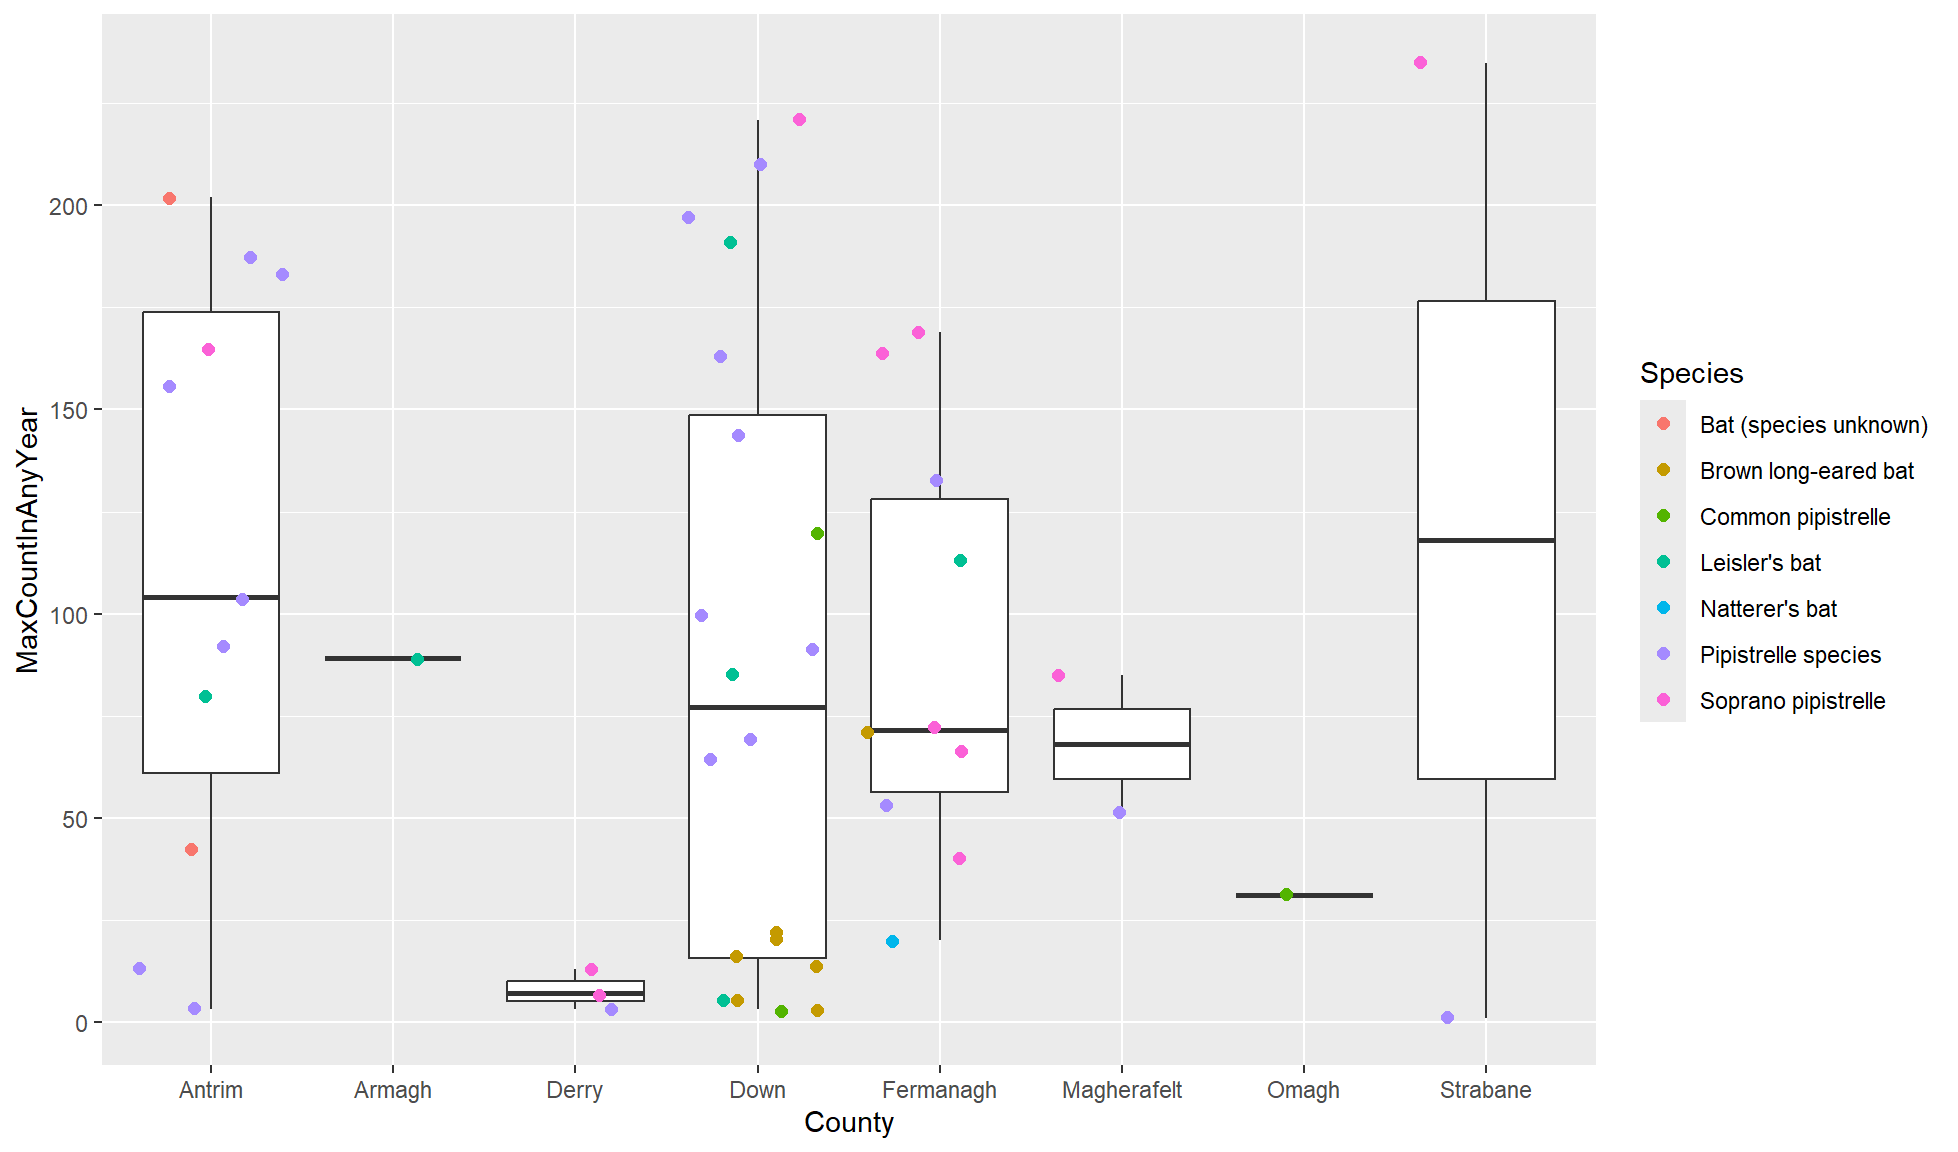 MaxCountInAnyYear
200
150
100
50
0
Antrim Armagh Derry Down Fermanagh Magherafelt Omagh Strabane
County
Species
Bat (species unknown)
Brown long-eared bat
Common pipistrelle
Leisler's bat
Natterer's bat
Pipistrelle species
Soprano pipistrelle